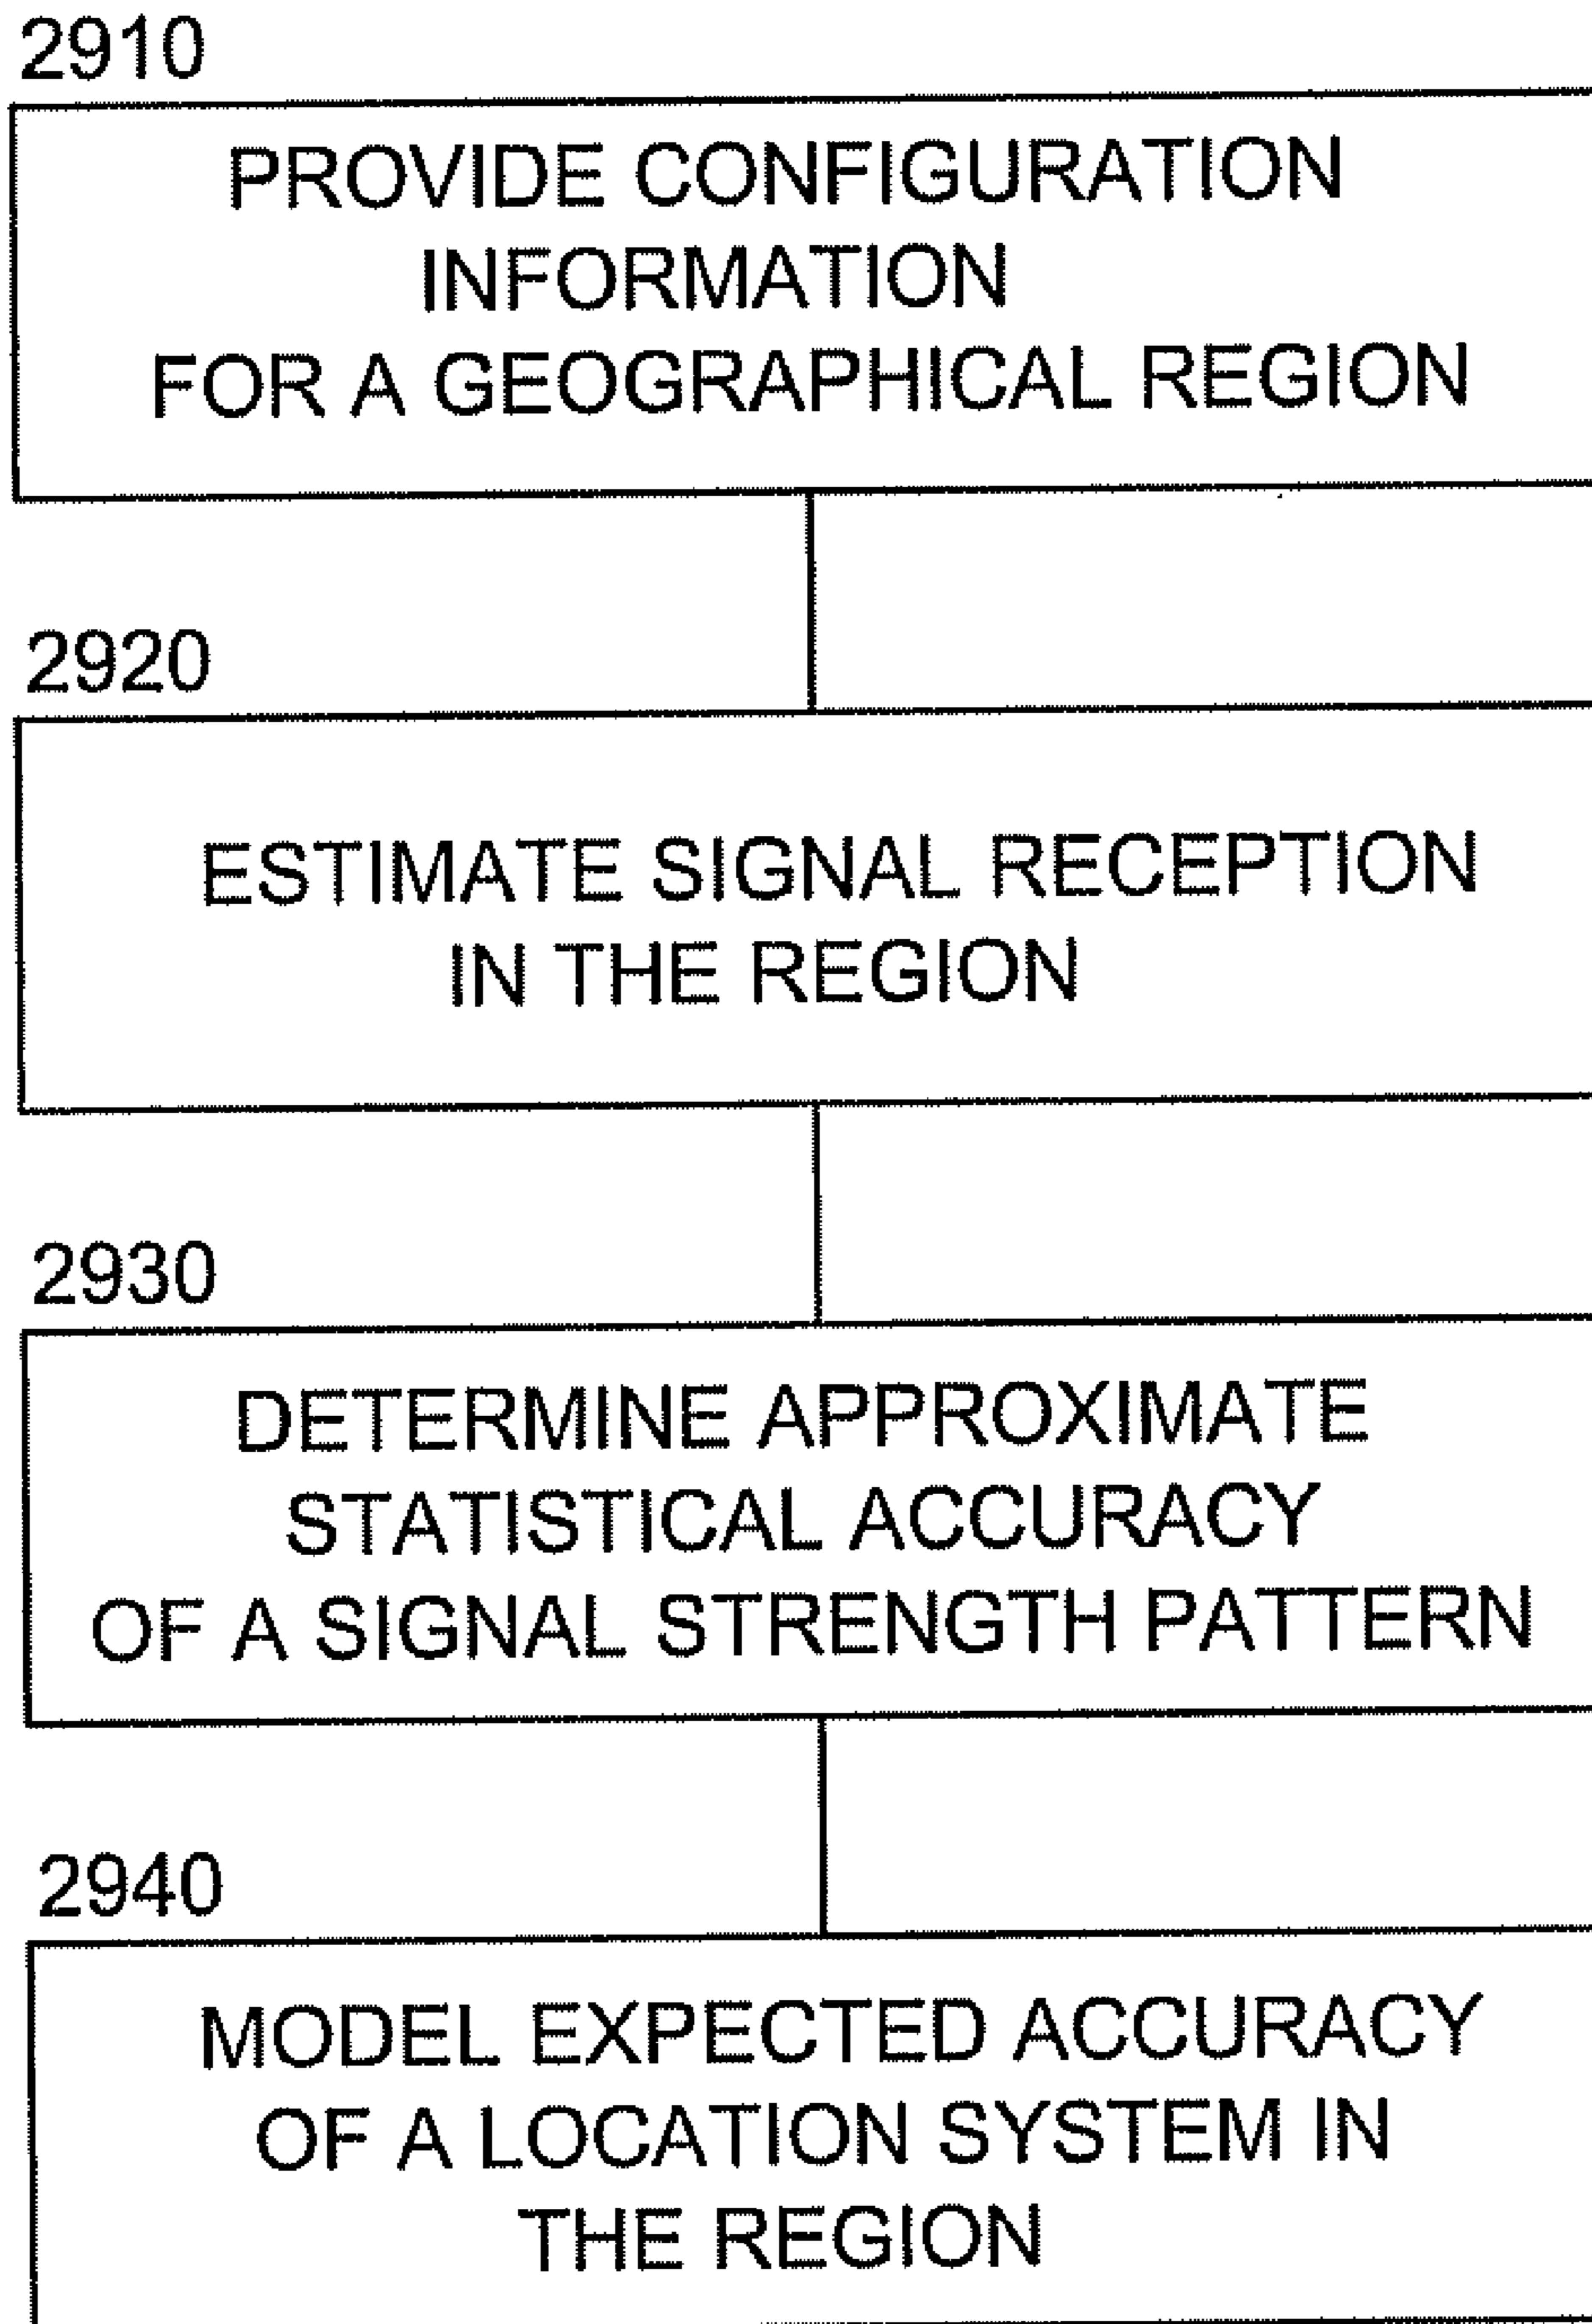 2910
PROVIDE CONFIGURATION
INFORMATION
FOR A GEOGRAPHICAL REGION
2920
ESTIMATE SIGNAL RECEPTION
IN THE REGION
2930
DETERMINE APPROXIMATE
STATISTICAL ACCURACY
OF A SIGNAL STRENGTH PATTERN
2940
MODEL EXPECTED ACCURACY
OF A LOCATION SYSTEM IN
THE REGION